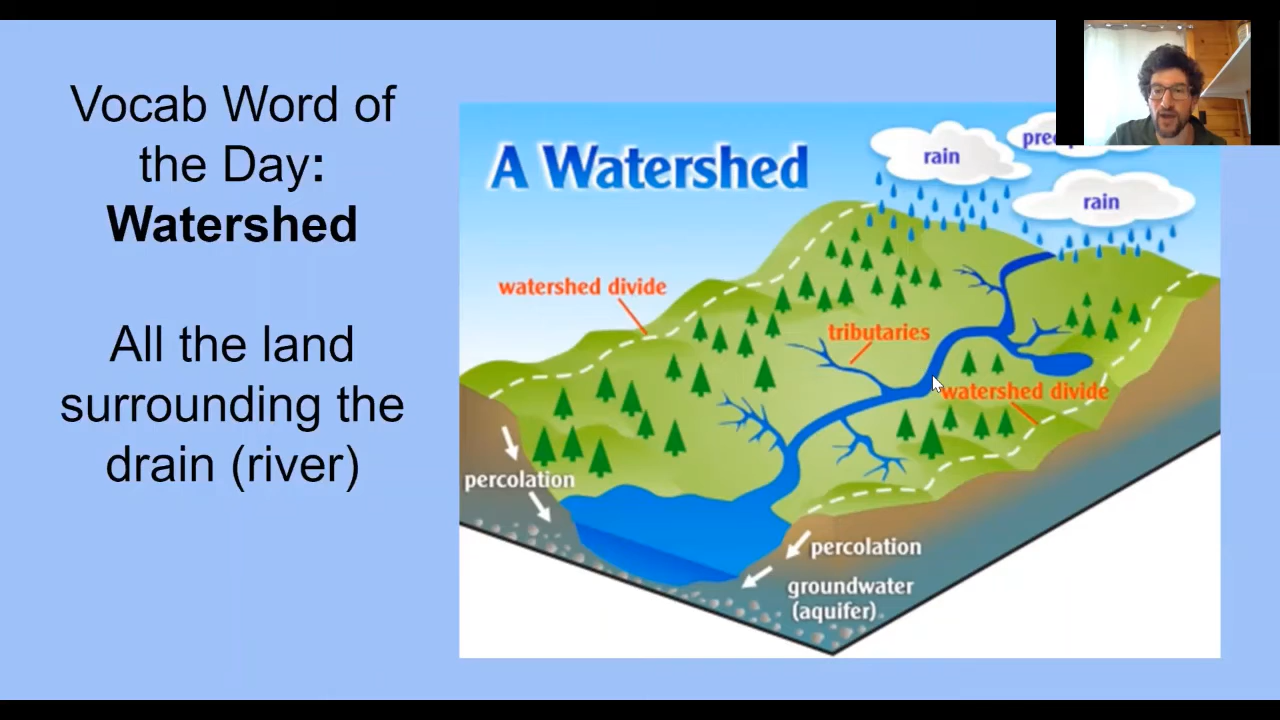 Vocab Word of
the Day:
Watershed
All the land
surrounding the
drain (river)
A Watershed
rain
rain
watershed divide
tributaries
watershed divide
percolation
percolation
groundwater
(aquifer)